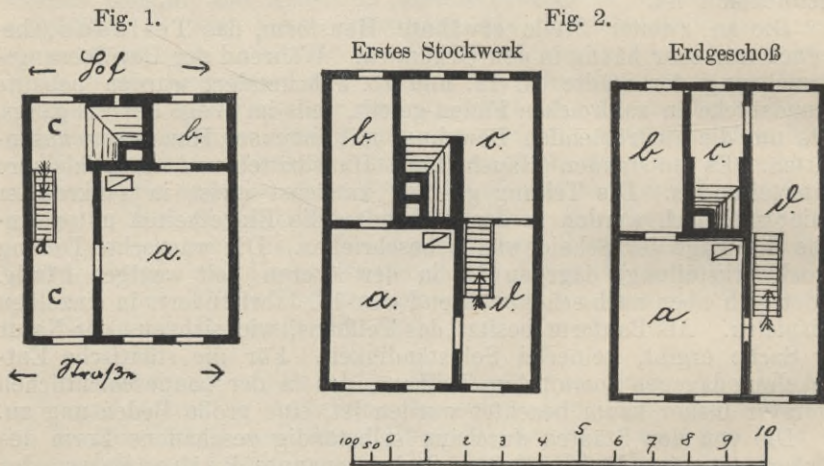 Fig. 1.
Fig. 2.
Erstes Stockwerk
Erdgeschoß
Hof
c
b.
b
c.
b.
c.
d
a.
d
c
a.
d.
a
Straße
100 50 0 1 2 3 4 5 6 7 8 9 10